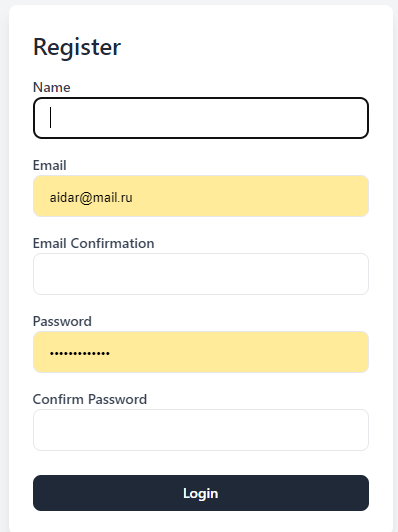 Register
Name
Email
aidar@mail.ru
Email Confirmation
Password
•••••••••••••
Confirm Password
Login